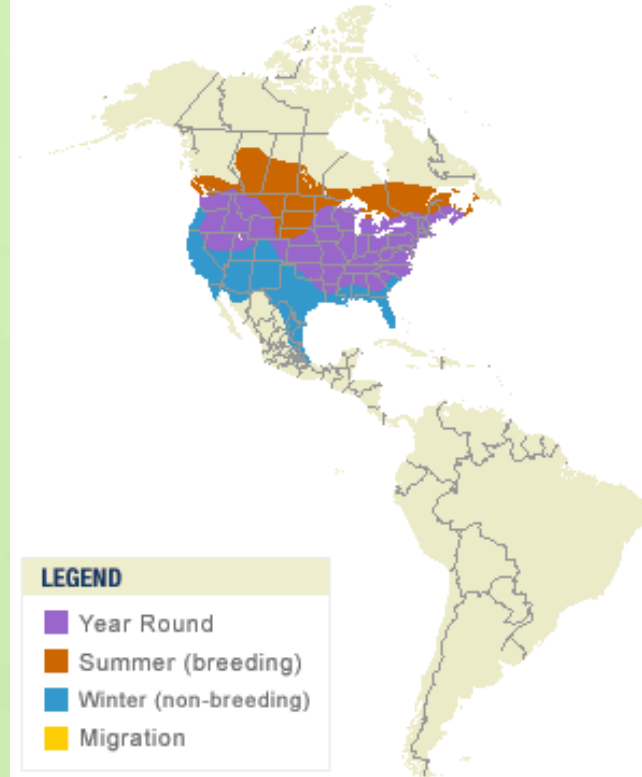 LEGEND
Year Round
Summer (breeding)
Winter (non-breeding)
Migration